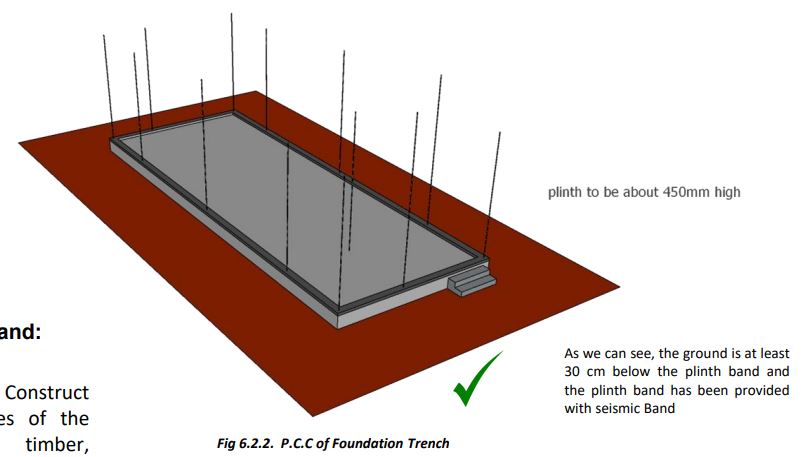 plinth to be about 450mm high
and:
Construct
es of the
timber,
As we can see, the ground is at least
30 cm below the plinth band and
the plinth band has been provided
with seismic Band
Fig 6.2.2. P.C.C of Foundation Trench